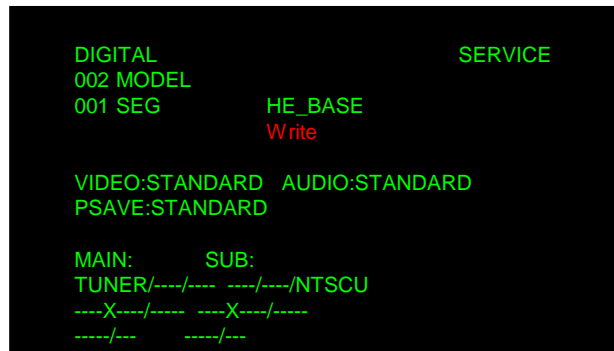 DIGITAL SERVICE
002 MODEL
001 SEG HE_BASE
Write
VIDEO:STANDARD AUDIO:STANDARD
PSAVE:STANDARD
MAIN: SUB:
TUNER/----/---- ----/----/NTSCU
----X----/----- ----X----/-----
-----/--- -----/---